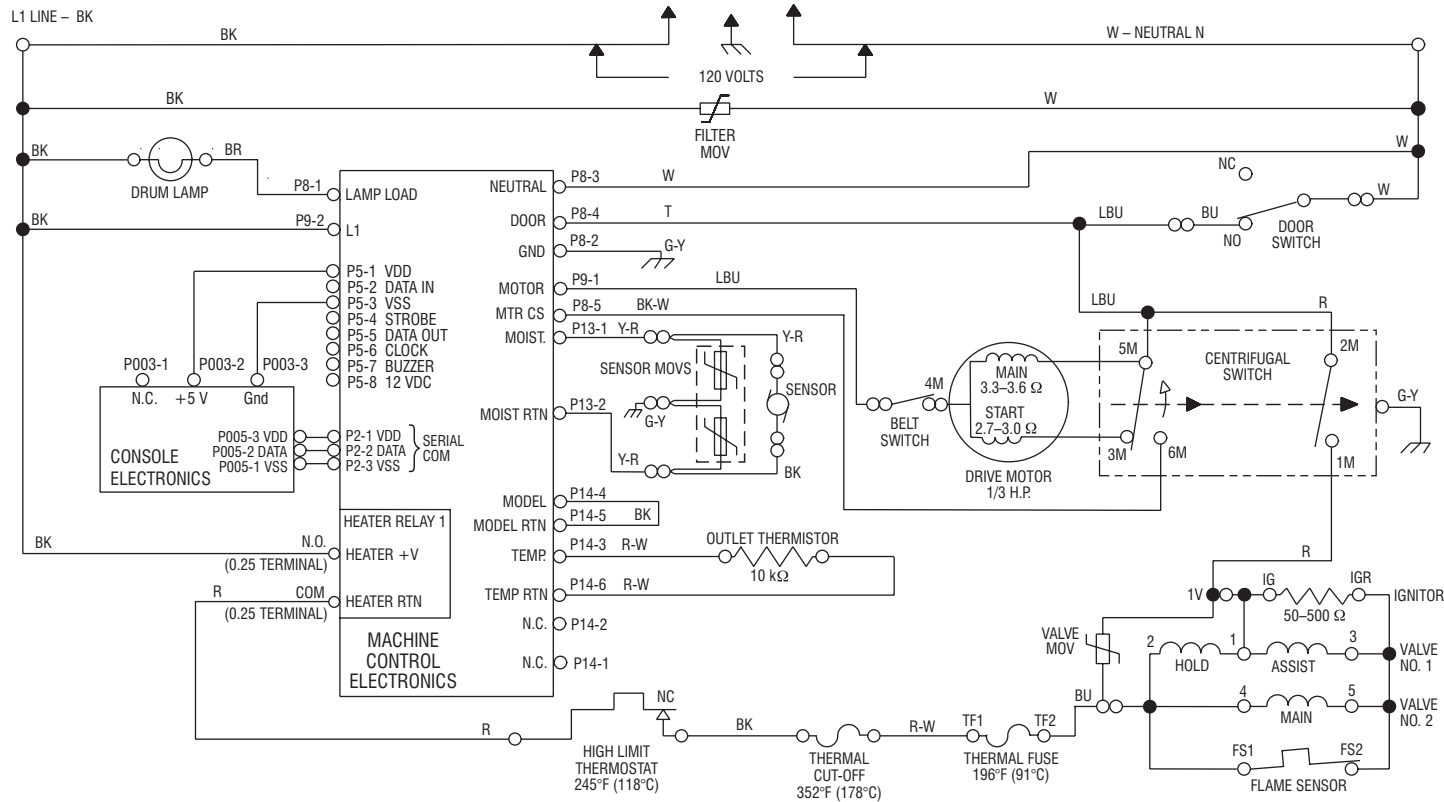 L1 LINE – BK
BK
W – NEUTRAL N
120 VOLTS
BK
W
FILTER
MOV
BK
BR
DRUM LAMP
P8-1
LAMP LOAD
BK
P9-2
L1
P5-1 VDD
P5-2 DATA IN
P5-3 VSS
P5-4 STROBE
P5-5 DATA OUT
P5-6 CLOCK
P5-7 BUZZER
P5-8 12 VDC
P003-1
P003-2
P003-3
N.C.
+5 V
Gnd
CONSOLE
ELECTRONICS
P005-3 VDD
P005-2 DATA
P005-1 VSS
P2-1 VDD
P2-2 DATA
P2-3 VSS
SERIAL
COM
HEATER RELAY 1
BK
N.O.
(0.25 TERMINAL)
HEATER +V
R
COM
(0.25 TERMINAL)
HEATER RTN
MACHINE
CONTROL
ELECTRONICS
NEUTRAL
P8-3
W
W
DOOR
P8-4
T
GND
P8-2
G-Y
MOTOR
P9-1
LBU
MTR CS
P8-5
BK-W
MOIST.
P13-1
Y-R
Y-R
SENSOR MOVS
SENSOR
G-Y
MOIST RTN
P13-2
Y-R
BK
MODEL
P14-4
MODEL RTN
P14-5
BK
TEMP.
P14-3
R-W
OUTLET THERMISTOR
10 kΩ
TEMP RTN
P14-6
R-W
N.C.
P14-2
N.C.
P14-1
NC
LBU
BU
NO
W
DOOR
SWITCH
LBU
R
5M
CENTRIFUGAL
SWITCH
2M
4M
BELT
SWITCH
MAIN
3.3–3.6 Ω
START
2.7–3.0 Ω
DRIVE MOTOR
1/3 H.P.
3M
6M
1M
G-Y
R
1V
IG
IGR
IGNITOR
50–500 Ω
VALVE
MOV
2
HOLD
1
ASSIST
3
VALVE
NO. 1
BU
4
MAIN
5
VALVE
NO. 2
FS1
FS2
FLAME SENSOR
R
NC
HIGH LIMIT
THERMOSTAT
245°F (118°C)
BK
THERMAL
CUT-OFF
352°F (178°C)
R-W
TF1
TF2
THERMAL FUSE
196°F (91°C)